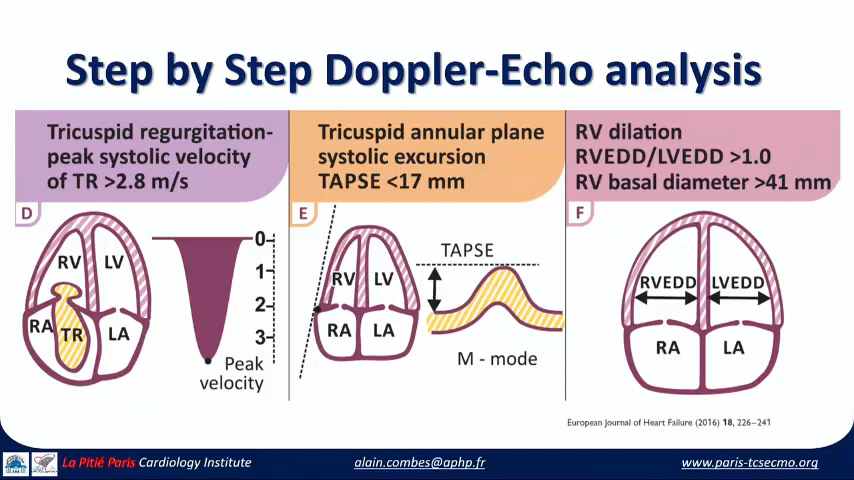 Step by Step Doppler-Echo analysis
Tricuspid regurgitation-
peak systolic velocity
of TR >2.8 m/s
D
RV
LV
RA
TR
LA
0
1
2
3
Peak
velocity
Tricuspid annular plane
systolic excursion
TAPSE <17 mm
E
RV
LV
RA
LA
TAPSE
M - mode
RV dilation
RVEDD/LVEDD >1.0
RV basal diameter >41 mm
F
RVEDD
LVEDD
RA
LA
European Journal of Heart Failure (2016) 18, 226–241
La Pitié Paris Cardiology Institute
alain.combes@aphp.fr
www.paris-tcsecmo.org